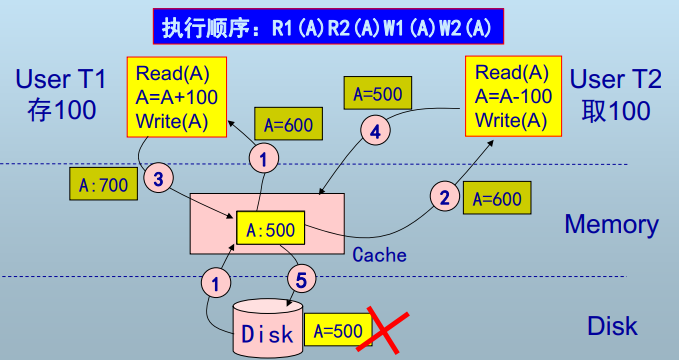 执行顺序：R1(A)R2(A)W1(A)W2(A)
User T1
存100
Read(A)
A=A+100
Write(A)
A=600
1
A=500
4
Read(A)
A=A-100
Write(A)
User T2
取100
A:700
3
2
A=600
A:500
Cache
Memory
1
5
Disk
A=500
Disk